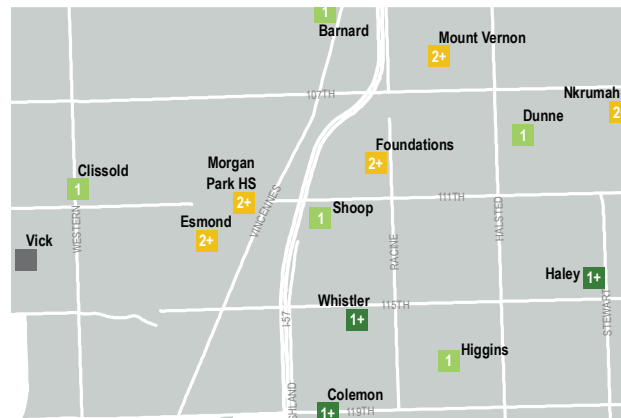 1
Barnard
Mount Vernon
2+
107TH
Nkrumah
2
Dunne
1
Foundations
2+
Clissold
1
Morgan
Park HS
2+
VINCENNES
111TH
Shoop
1
Esmond
2+
WESTERN
HALSTED
RACINE
Vick
Haley
1+
STEWART
Whistler
1+
115TH
I-57
Higgins
1
Colemon
1+
119TH
HLAND